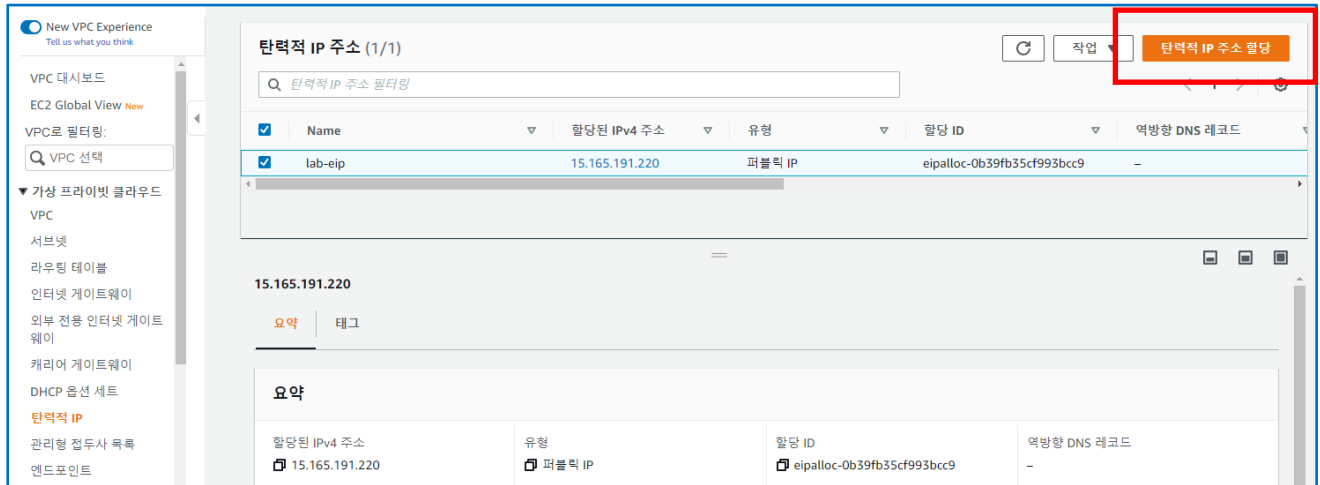 New VPC Experience
Tell us what you think
VPC 대시보드
EC2 Global View New
VPC로 필터링:
VPC 선택
가상 프라이빗 클라우드
VPC
서브넷
라우팅 테이블
인터넷 게이트웨이
외부 전용 인터넷 게이트
웨이
캐리어 게이트웨이
DHCP 옵션 세트
탄력적 IP
관리형 접두사 목록
엔드포인트
탄력적 IP 주소 (1/1)
작업
탄력적 IP 주소 할당
탄력적 IP 주소 필터링
1
Name 할당된 IPv4 주소 유형 할당 ID 역방향 DNS 레코드
lab-eip 15.165.191.220 퍼블릭 IP eipalloc-0b39fb35cf993bcc9 –
15.165.191.220
요약 태그
요약
할당된 IPv4 주소 유형 할당 ID 역방향 DNS 레코드
15.165.191.220 퍼블릭 IP eipalloc-0b39fb35cf993bcc9 –